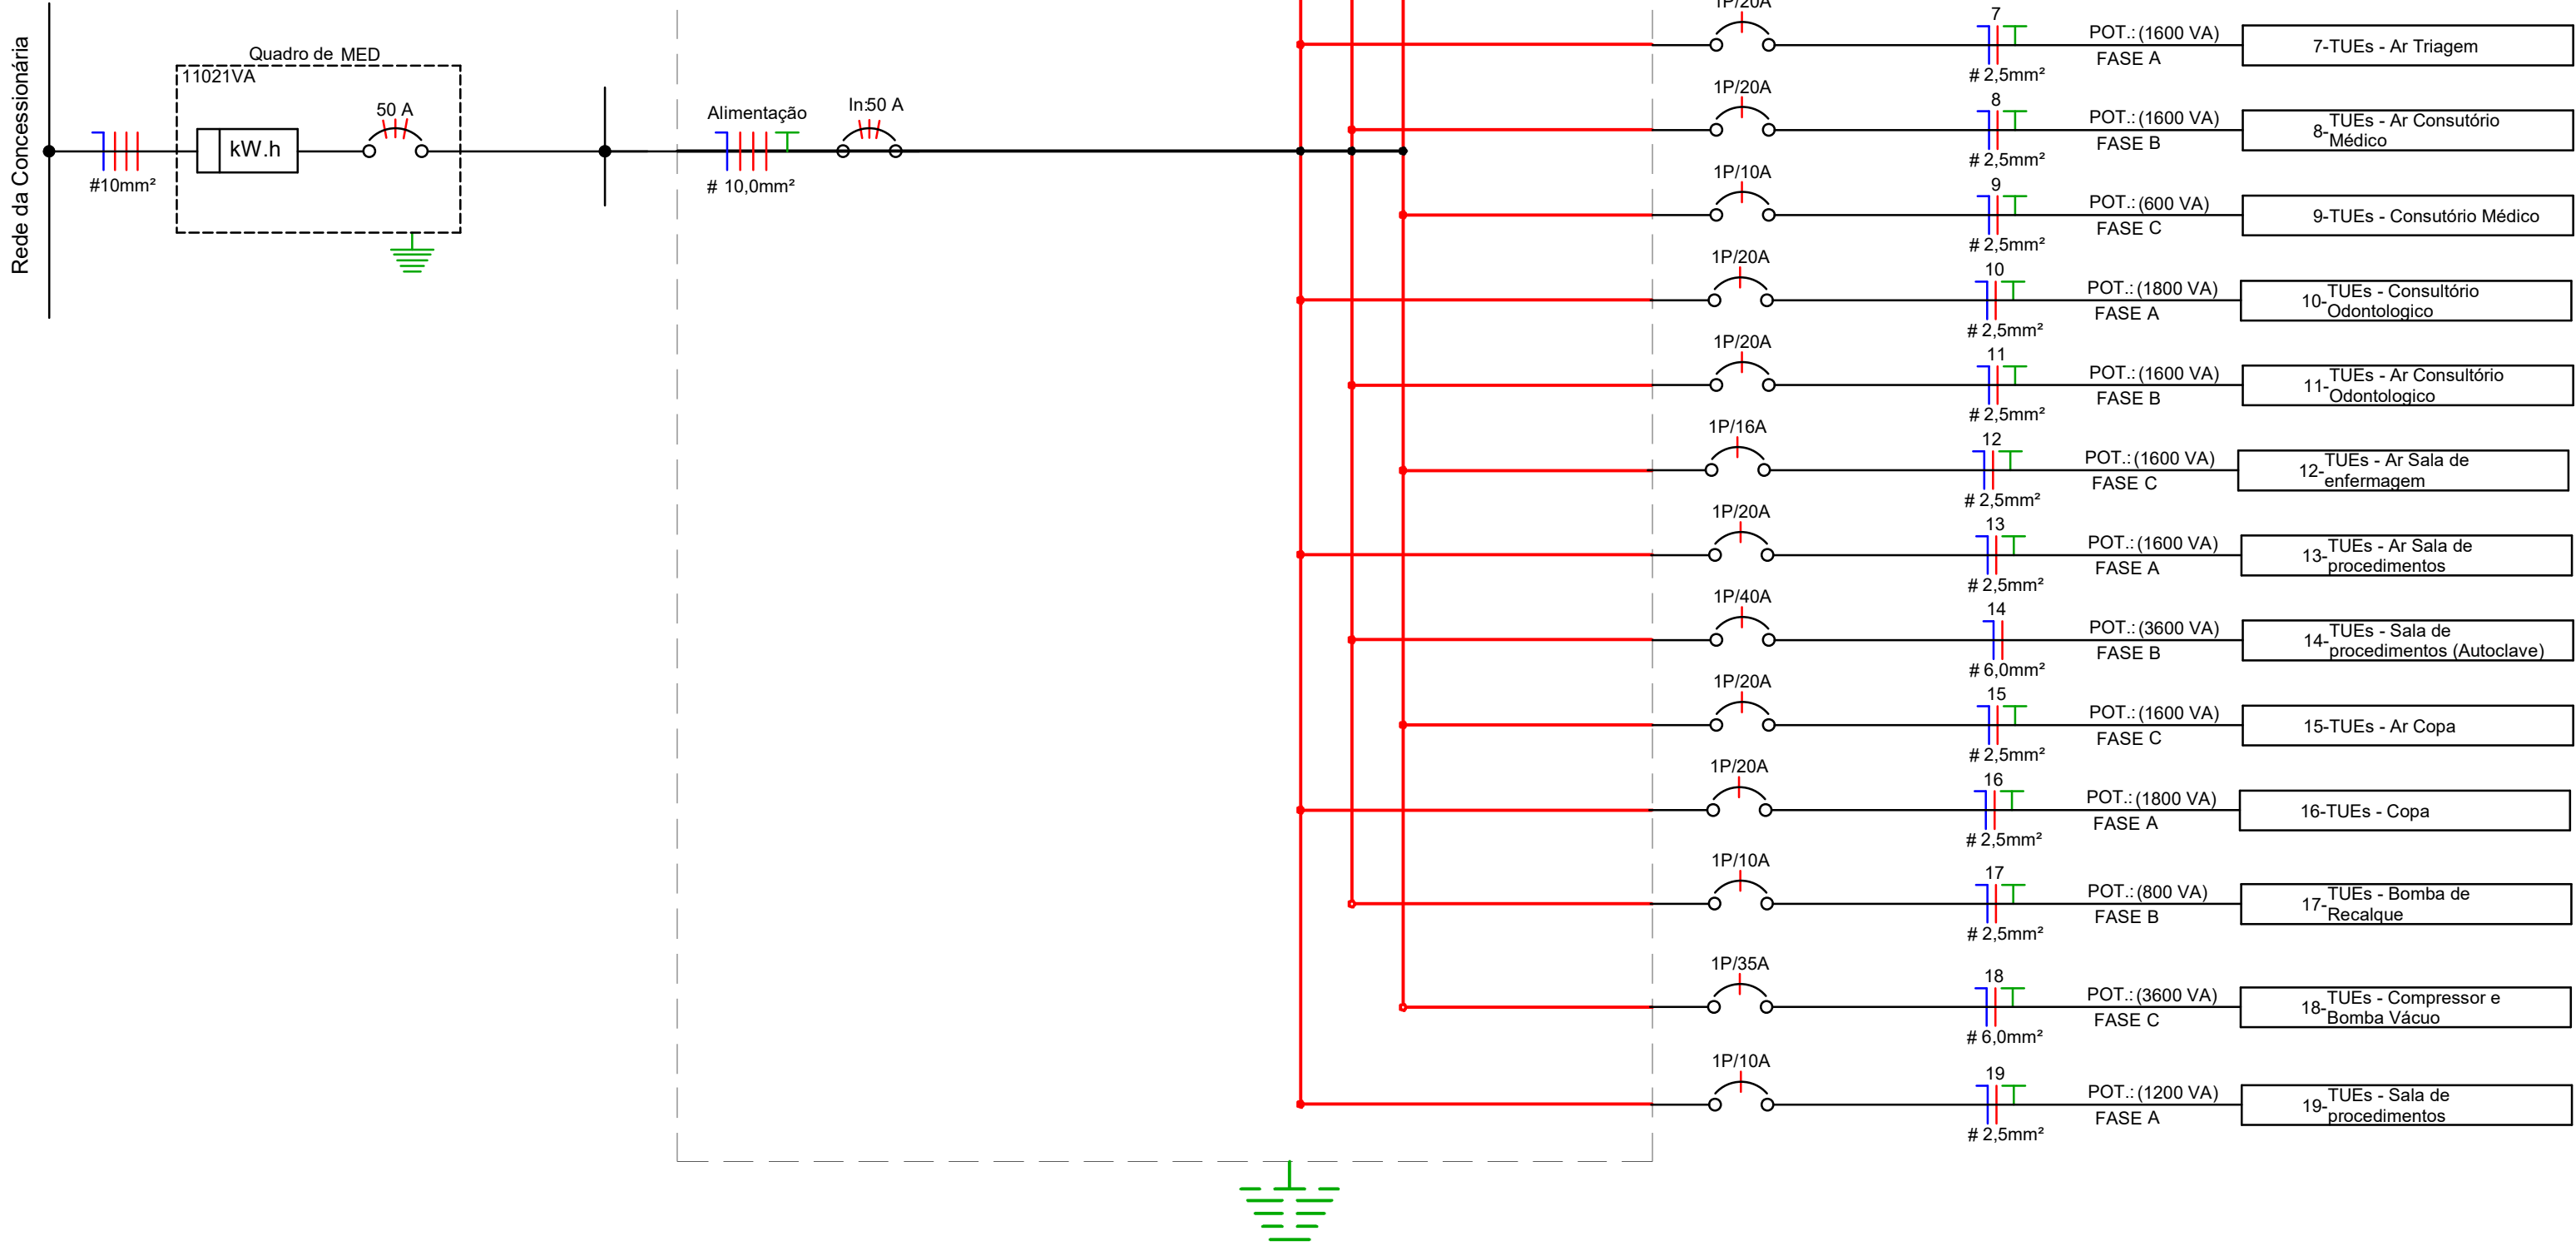 Rede da Concessionária
#10mm²
Quadro de MED
11021VA
kW.h
50 A
Alimentação
# 10,0mm²
In:50 A
1P/20A
7
# 2,5mm²
POT.: (1600 VA)
FASE A
7-TUEs - Ar Triagem
1P/20A
8
# 2,5mm²
POT.: (1600 VA)
FASE B
8-TUEs - Ar Consutório
Médico
1P/10A
9
# 2,5mm²
POT.: (600 VA)
FASE C
9-TUEs - Consutório Médico
1P/20A
10
# 2,5mm²
POT.: (1800 VA)
FASE A
10-TUEs - Consultório
Odontologico
1P/20A
11
# 2,5mm²
POT.: (1600 VA)
FASE B
11-TUEs - Ar Consultório
Odontologico
1P/16A
12
# 2,5mm²
POT.: (1600 VA)
FASE C
12-TUEs - Ar Sala de
enfermagem
1P/20A
13
# 2,5mm²
POT.: (1600 VA)
FASE A
13-TUEs - Ar Sala de
procedimentos
1P/40A
14
# 6,0mm²
POT.: (3600 VA)
FASE B
14-TUEs - Sala de
procedimentos (Autoclave)
1P/20A
15
# 2,5mm²
POT.: (1600 VA)
FASE C
15-TUEs - Ar Copa
1P/20A
16
# 2,5mm²
POT.: (1800 VA)
FASE A
16-TUEs - Copa
1P/10A
17
# 2,5mm²
POT.: (800 VA)
FASE B
17-TUEs - Bomba de
Recalque
1P/35A
18
# 6,0mm²
POT.: (3600 VA)
FASE C
18-TUEs - Compressor e
Bomba Vácuo
1P/10A
19
# 2,5mm²
POT.: (1200 VA)
FASE A
19-TUEs - Sala de
procedimentos